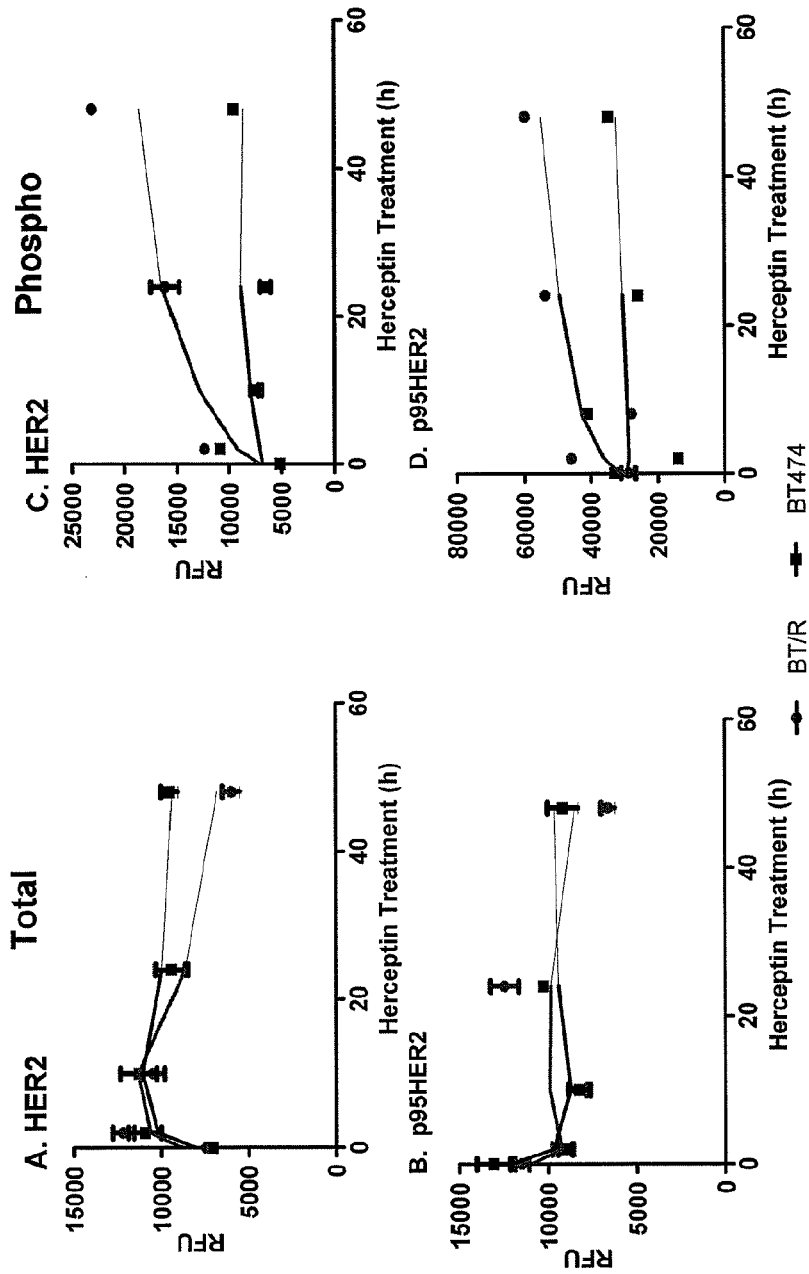 Total
Phospho
A. HER2
15000
10000
5000
0
RFU
0
20
40
60
Herceptin Treatment (h)
C. HER2
25000
20000
15000
10000
5000
0
RFU
0
20
40
60
Herceptin Treatment (h)
B. p95HER2
15000
10000
5000
0
RFU
0
20
40
60
Herceptin Treatment (h)
D. p95HER2
80000
60000
40000
20000
0
RFU
0
20
40
60
Herceptin Treatment (h)
BT/R
BT474